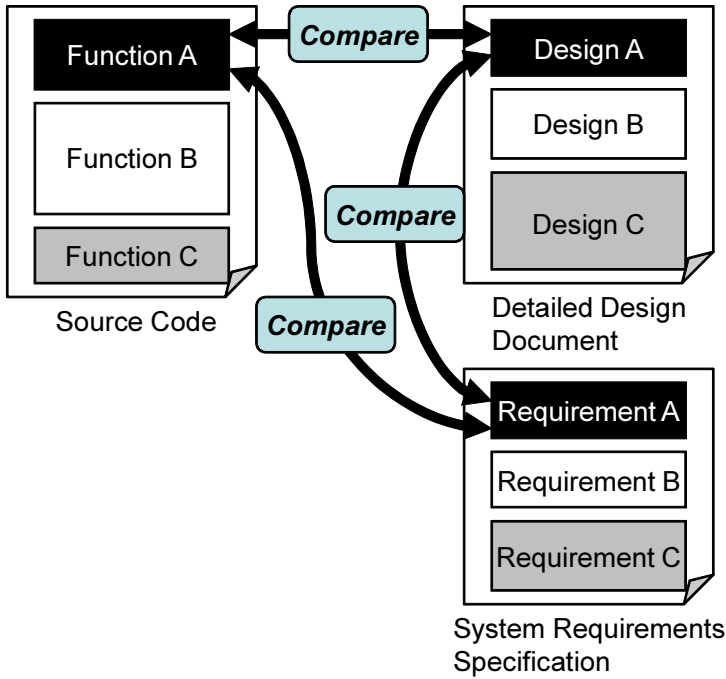 Function A
Function B
Function C
Source Code
Compare
Compare
Compare
Design A
Design B
Design C
Detailed Design
Document
Requirement A
Requirement B
Requirement C
System Requirements
Specification